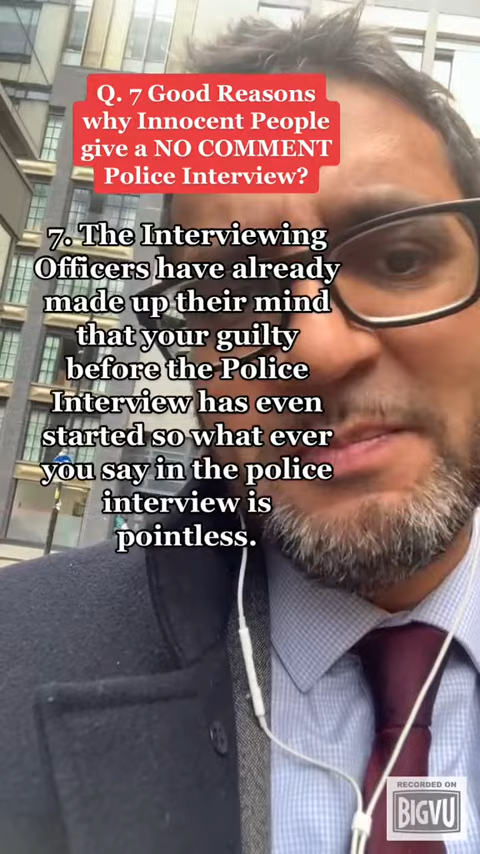 Q. 7 Good Reasons
why Innocent People
give a NO COMMENT
Police Interview?
7. The Interviewing
Officers have already
made up their mind
that your guilty
before the Police
Interview has even
started so what ever
you say in the police
interview is
pointless.
RECORDED ON
BIGVU